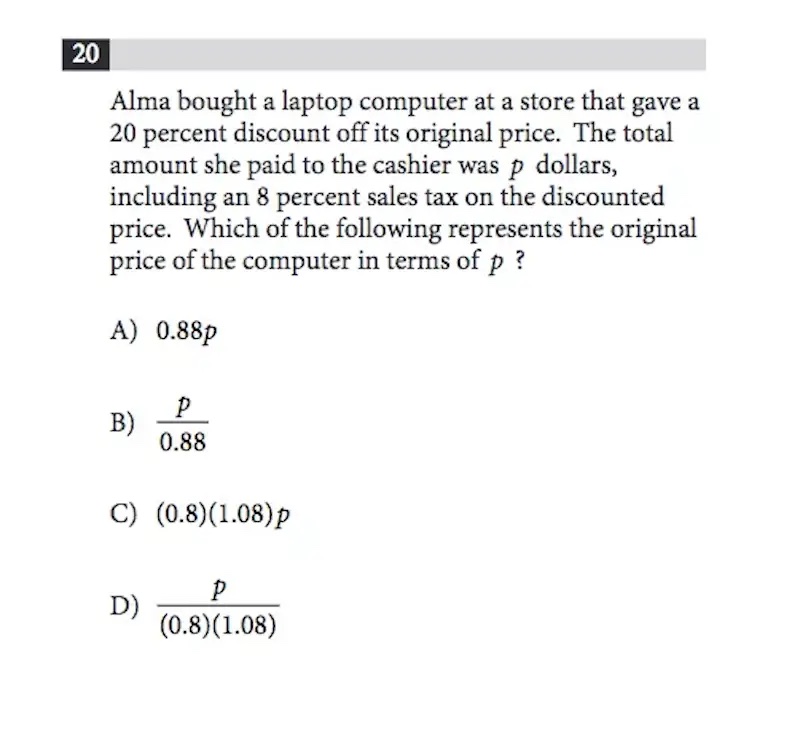 20
Alma bought a laptop computer at a store that gave a
20 percent discount off its original price. The total
amount she paid to the cashier was p dollars,
including an 8 percent sales tax on the discounted
price. Which of the following represents the original
price of the computer in terms of p ?
A) 0.88p
B) p
0.88
C) (0.8)(1.08)p
D) p
(0.8)(1.08)